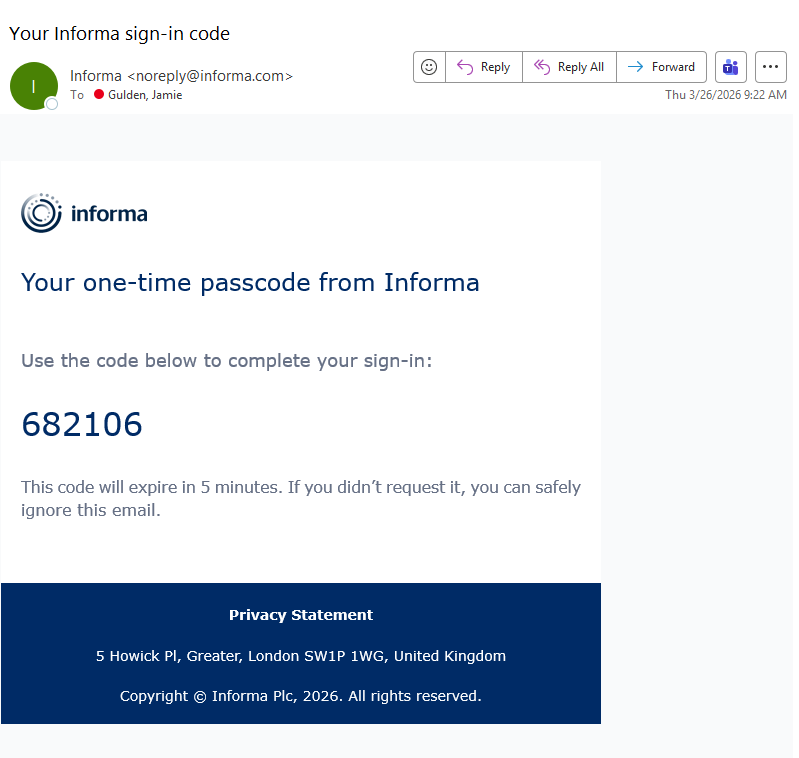 Your Informa sign-in code
I
Informa <noreply@informa.com>
To Gulden, Jamie
Reply
Reply All
Forward
T
Thu 3/26/2026 9:22 AM
informa
Your one-time passcode from Informa
Use the code below to complete your sign-in:
682106
This code will expire in 5 minutes. If you didn’t request it, you can safely
ignore this email.
Privacy Statement
5 Howick Pl, Greater, London SW1P 1WG, United Kingdom
Copyright © Informa Plc, 2026. All rights reserved.